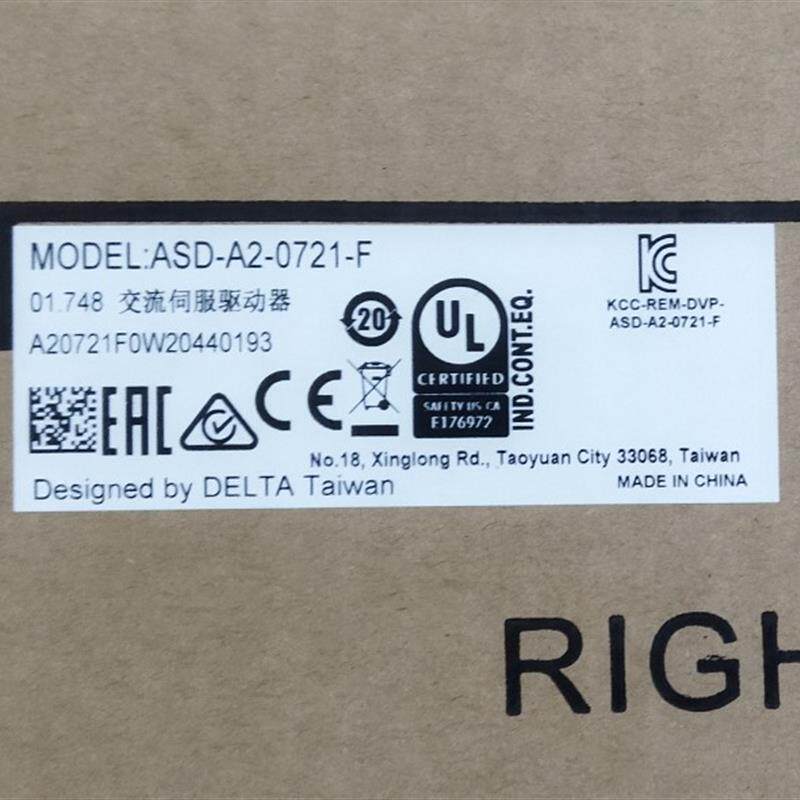 MODEL:ASD-A2-0721-F
01.748 交流伺服驱动器
A20721F0W20440193
20
UL
CERTIFIED
SAFETY US CA
E176972
IND.CONT.EQ.
KC
KCC-REM-DVP-
ASD-A2-0721-F
EAC
CE
No.18, Xinglong Rd., Taoyuan City 33068, Taiwan
Designed by DELTA Taiwan
MADE IN CHINA
RIGH